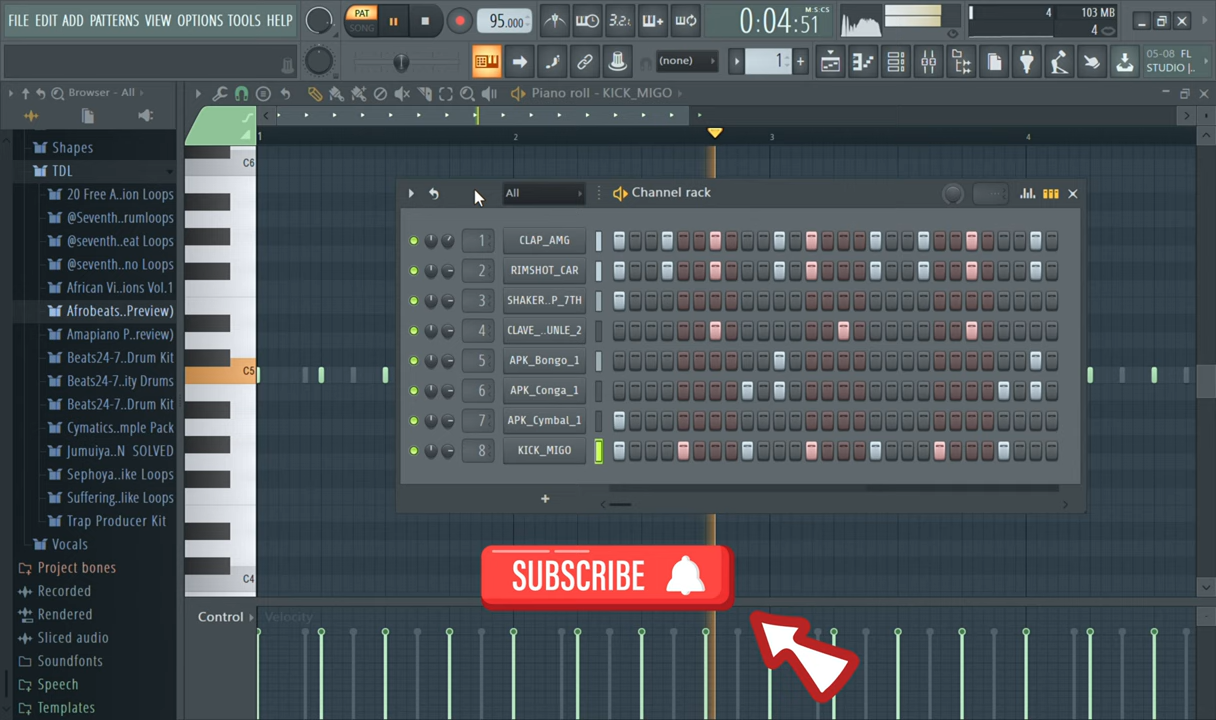 FILE EDIT ADD PATTERNS VIEW OPTIONS TOOLS HELP
PAT
SONG
95.000
3.2
0:04:51
M:S:CS
4
103 MB
4
(none)
1
05-08 FL
STUDIO |..
Browser - All
Piano roll - KICK_MIGO
1
2
3
4
Shapes
TDL
20 Free A..ion Loops
@Seventh..rumloops
@seventh..eat Loops
@seventh..no Loops
African Vi..ions Vol.1
Afrobeats..Preview)
Amapiano P..review)
Beats24-7..Drum Kit
Beats24-7..ity Drums
Beats24-7..Drum Kit
Cymatics..mple Pack
Jumuiya..N SOLVED
Sephoya..ike Loops
Suffering..like Loops
Trap Producer Kit
Vocals
Project bones
Recorded
Rendered
Sliced audio
Soundfonts
Speech
Templates
C6
C5
C4
All
Channel rack
1 CLAP_AMG
2 RIMSHOT_CAR
3 SHAKER..P_7TH
4 CLAVE_..UNLE_2
5 APK_Bongo_1
6 APK_Conga_1
7 APK_Cymbal_1
8 KICK_MIGO
SUBSCRIBE
Control
Velocity